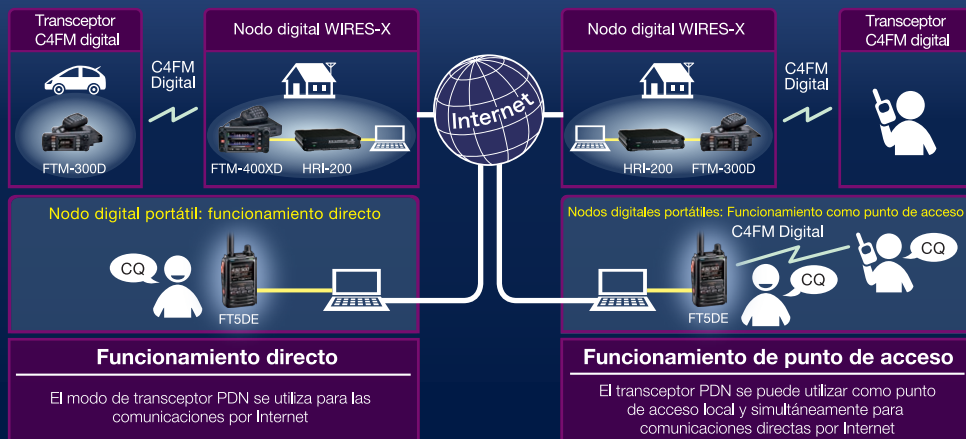 Transceptor
C4FM digital
Nodo digital WIRES-X
C4FM
Digital
FTM-300D
FTM-400XD
HRI-200
Internet
Nodo digital WIRES-X
Transceptor
C4FM digital
C4FM
Digital
HRI-200
FTM-300D
Nodo digital portátil: funcionamiento directo
CQ
FT5DE
Nodos digitales portátiles: Funcionamiento como punto de acceso
C4FM Digital
CQ
CQ
FT5DE
Funcionamiento directo
El modo de transceptor PDN se utiliza para las
comunicaciones por Internet
Funcionamiento de punto de acceso
El transceptor PDN se puede utilizar como punto
de acceso local y simultáneamente para
comunicaciones directas por Internet